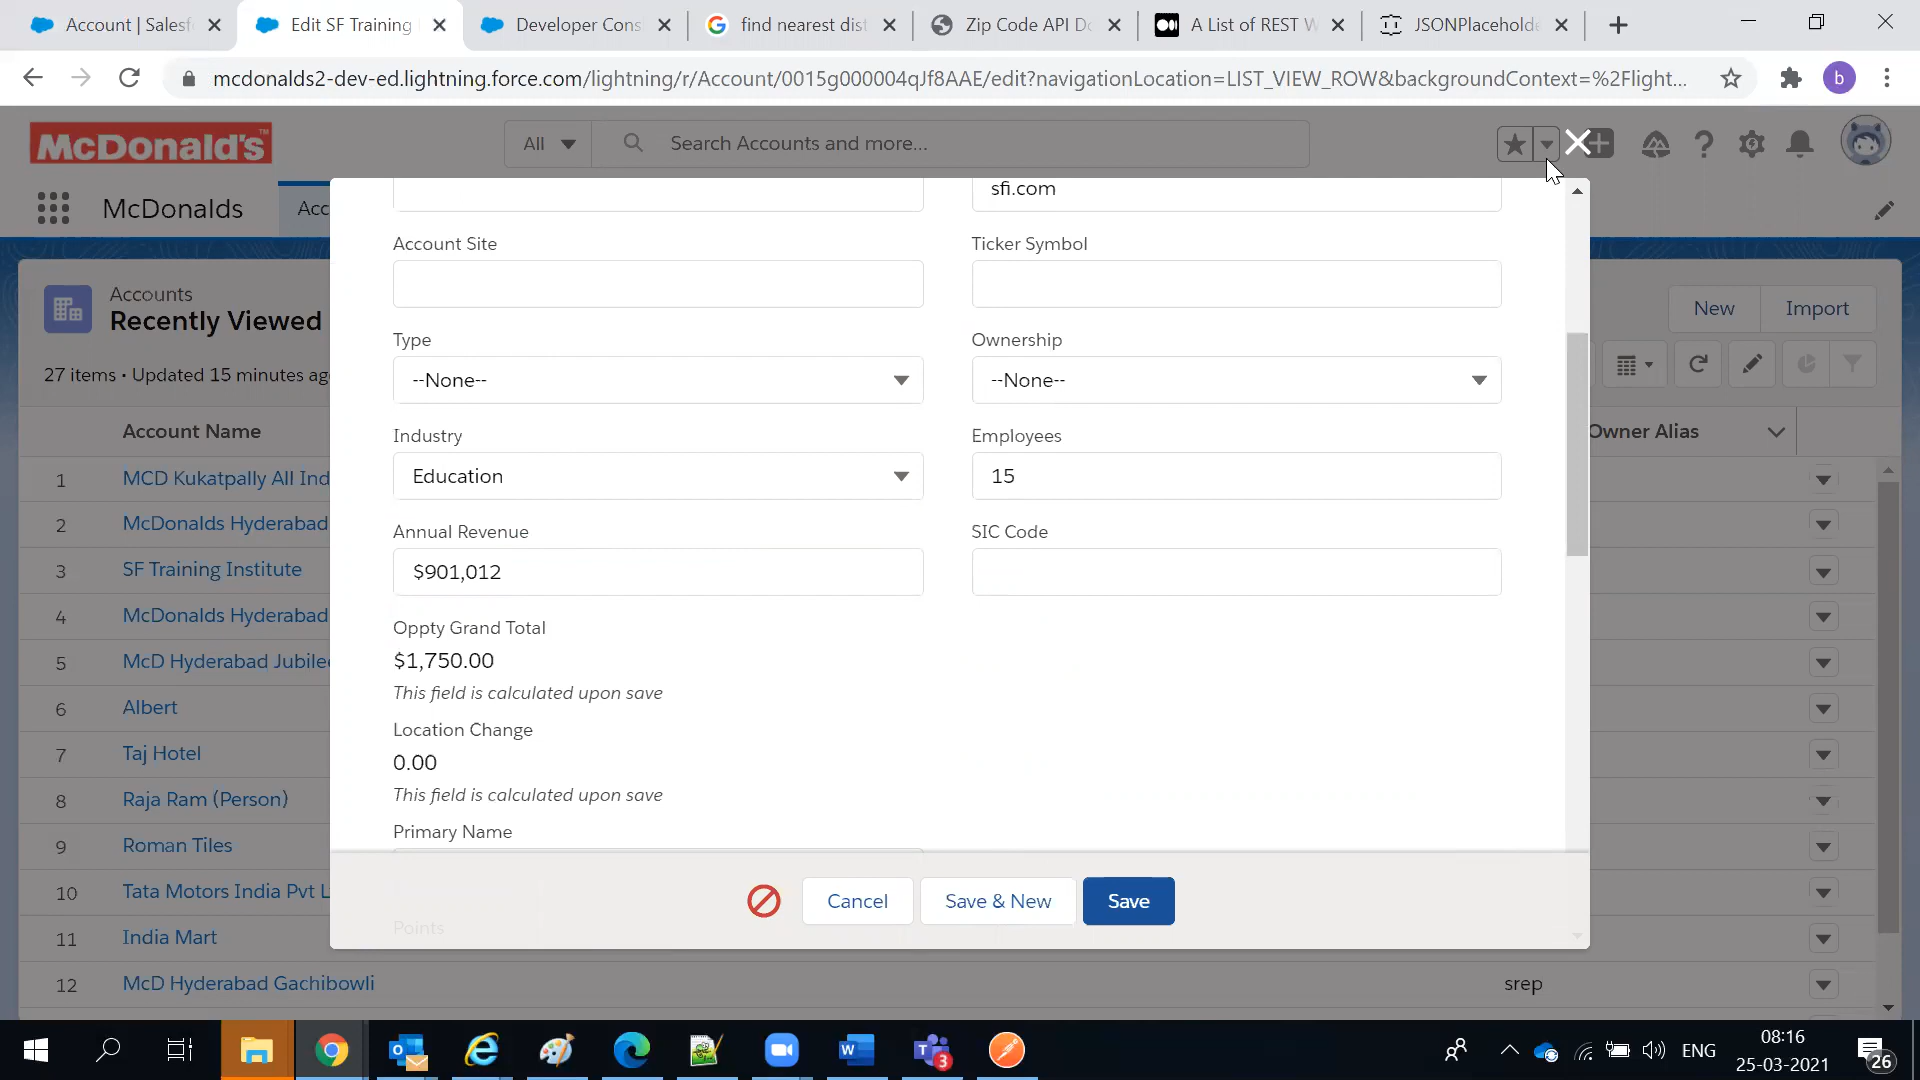 Account | Salesf
Edit SF Training
Developer Cons
find nearest dist
Zip Code API Do
A List of REST W
JSONPlaceholde
mcdonalds2-dev-ed.lightning.force.com/lightning/r/Account/0015g000004qJf8AAE/edit?navigationLocation=LIST_VIEW_ROW&backgroundContext=%2Flight...
b
McDonald's™
All
Search Accounts and more...
McDonalds
Acc
Accounts
Recently Viewed
New
Import
27 items • Updated 15 minutes ag
Account Name
Owner Alias
1 MCD Kukatpally All Ind
2 McDonalds Hyderabad
3 SF Training Institute
4 McDonalds Hyderabad
5 McD Hyderabad Jubilee
6 Albert
7 Taj Hotel
8 Raja Ram (Person)
9 Roman Tiles
10 Tata Motors India Pvt L
11 India Mart
12 McD Hyderabad Gachibowli
srep
sfi.com
Account Site
Ticker Symbol
Type
Ownership
--None--
--None--
Industry
Employees
Education
15
Annual Revenue
SIC Code
$901,012
Oppty Grand Total
$1,750.00
This field is calculated upon save
Location Change
0.00
This field is calculated upon save
Primary Name
Points
Cancel
Save & New
Save
3
ENG
08:16
25-03-2021
26